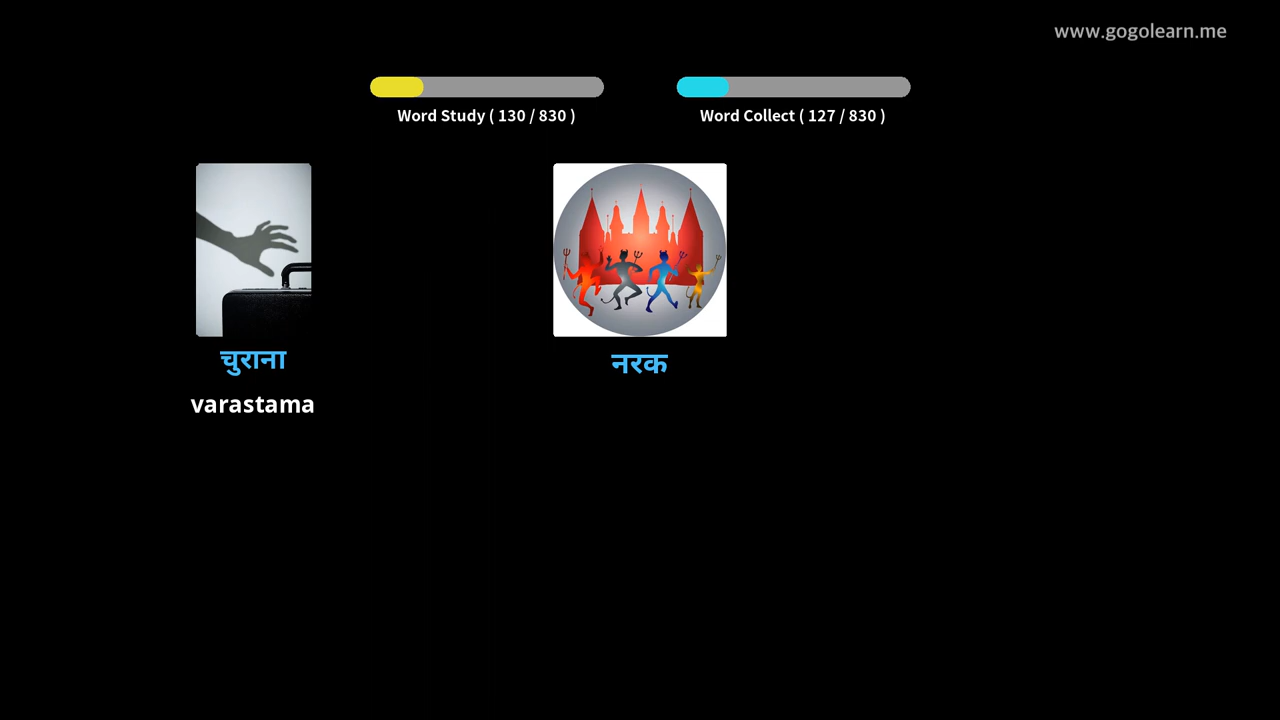 www.gogolearn.me
Word Study ( 130 / 830 )
Word Collect ( 127 / 830 )
चुराना
नरक
varastama